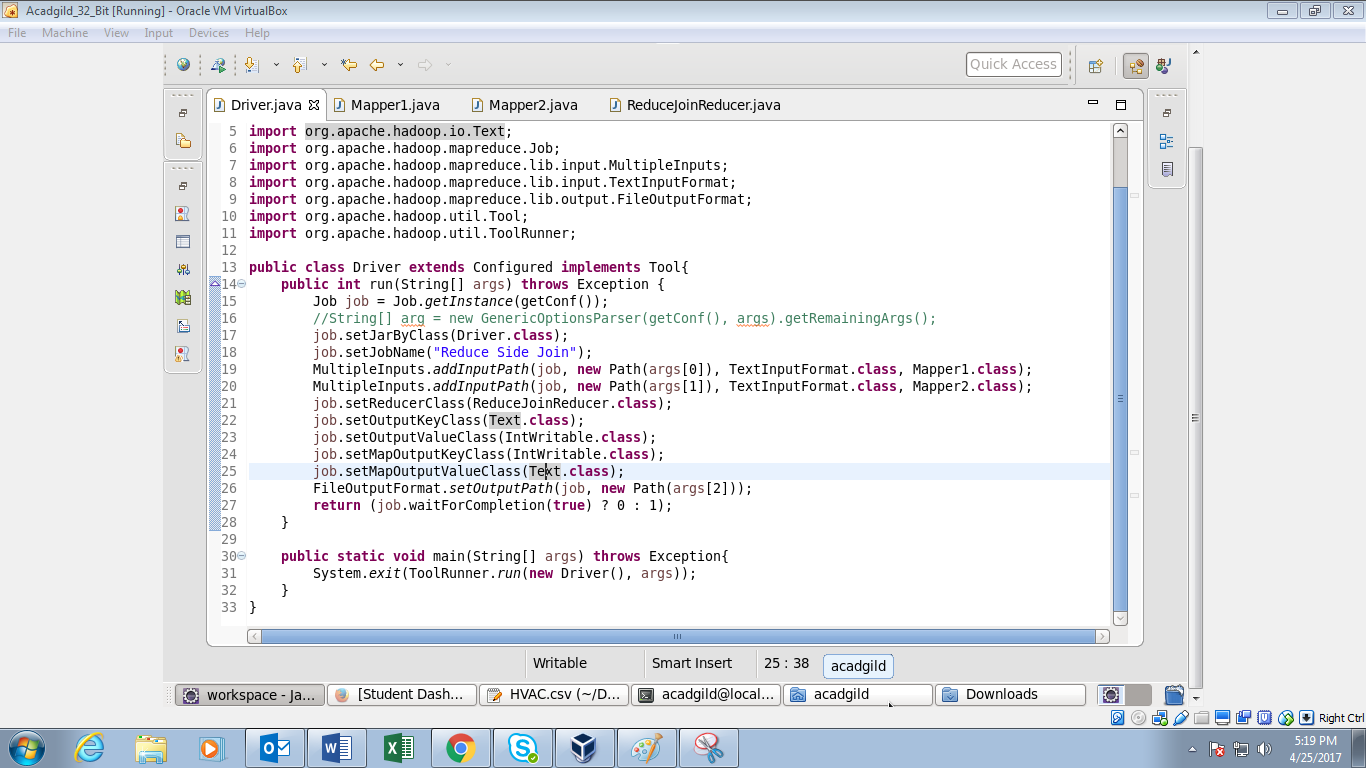 Acadgild_32_Bit [Running] - Oracle VM VirtualBox
File Machine View Input Devices Help
Quick Access
Driver.java Mapper1.java Mapper2.java ReduceJoinReducer.java
5 import org.apache.hadoop.io.Text;
6 import org.apache.hadoop.mapreduce.Job;
7 import org.apache.hadoop.mapreduce.lib.input.MultipleInputs;
8 import org.apache.hadoop.mapreduce.lib.input.TextInputFormat;
9 import org.apache.hadoop.mapreduce.lib.output.FileOutputFormat;
10 import org.apache.hadoop.util.Tool;
11 import org.apache.hadoop.util.ToolRunner;
12
13 public class Driver extends Configured implements Tool{
14 public int run(String[] args) throws Exception {
15 Job job = Job.getInstance(getConf());
16 //String[] arg = new GenericOptionsParser(getConf(), args).getRemainingArgs();
17 job.setJarByClass(Driver.class);
18 job.setJobName("Reduce Side Join");
19 MultipleInputs.addInputPath(job, new Path(args[0]), TextInputFormat.class, Mapper1.class);
20 MultipleInputs.addInputPath(job, new Path(args[1]), TextInputFormat.class, Mapper2.class);
21 job.setReducerClass(ReduceJoinReducer.class);
22 job.setOutputKeyClass(Text.class);
23 job.setOutputValueClass(IntWritable.class);
24 job.setMapOutputKeyClass(IntWritable.class);
25 job.setMapOutputValueClass(Text.class);
26 FileOutputFormat.setOutputPath(job, new Path(args[2]));
27 return (job.waitForCompletion(true) ? 0 : 1);
28 }
29
30 public static void main(String[] args) throws Exception{
31 System.exit(ToolRunner.run(new Driver(), args));
32 }
33 }
Writable Smart Insert 25 : 38 acadgild
workspace - Ja... [Student Dash... HVAC.csv (~/D... acadgild@local... acadgild Downloads
Right Ctrl
5:19 PM
4/25/2017